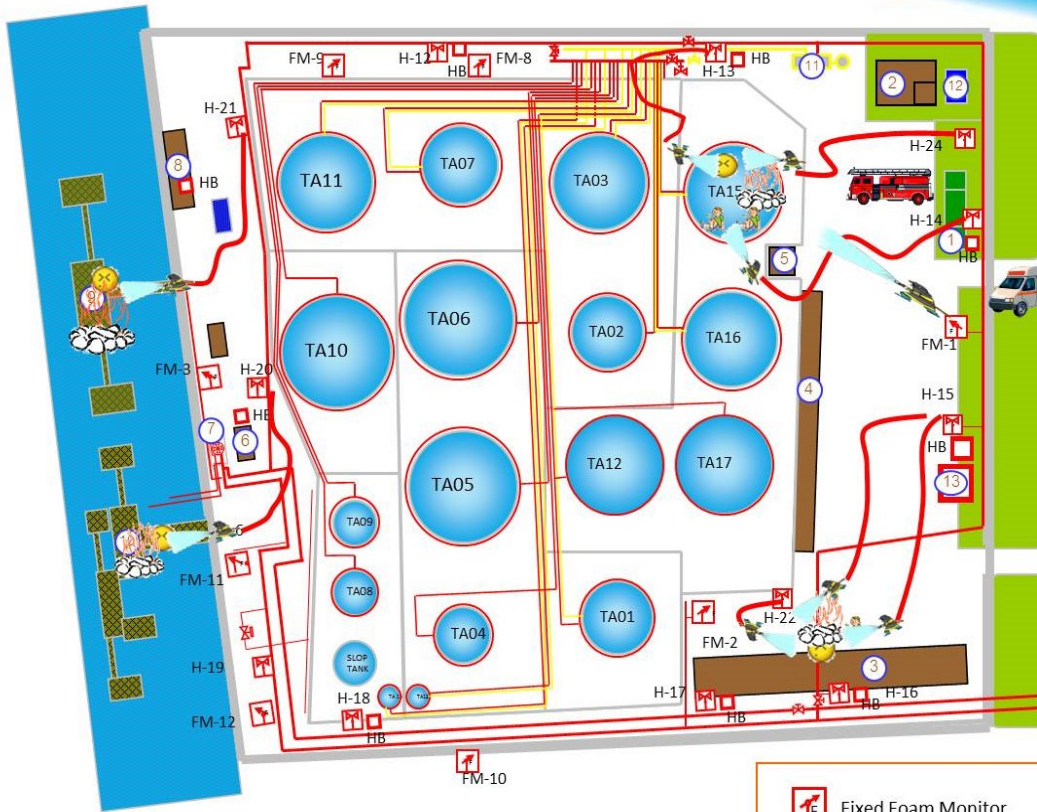 FM-9
H-12
HB
FM-8
H-13
HB
11
2
12
H-21
H-24
8
HB
TA11
TA07
TA03
TA15
H-14
1
HB
5
9
TA10
TA06
TA02
TA16
FM-1
FM-3
H-20
4
H-15
HB
7
6
HB
13
TA12
TA17
TA05
TA09
FM-11
TA08
TA01
H-22
TA04
FM-2
SLOP
TANK
H-19
3
H-18
HB
H-17
HB
H-16
HB
FM-12
FM-10
F
Fixed Foam Monitor